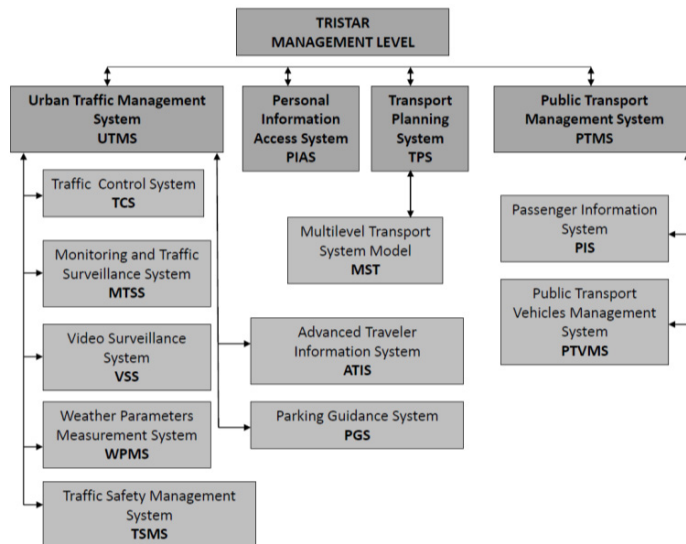 TRISTAR
MANAGEMENT LEVEL
Urban Traffic Management
System
UTMS
Personal
Information
Access System
PIAS
Transport
Planning
System
TPS
Public Transport
Management System
PTMS
Traffic Control System
TCS
Monitoring and Traffic
Surveillance System
MTSS
Video Surveillance
System
VSS
Weather Parameters
Measurement System
WPMS
Traffic Safety Management
System
TSMS
Advanced Traveler
Information System
ATIS
Parking Guidance System
PGS
Multilevel Transport
System Model
MST
Passenger Information
System
PIS
Public Transport
Vehicles Management
System
PTVMS